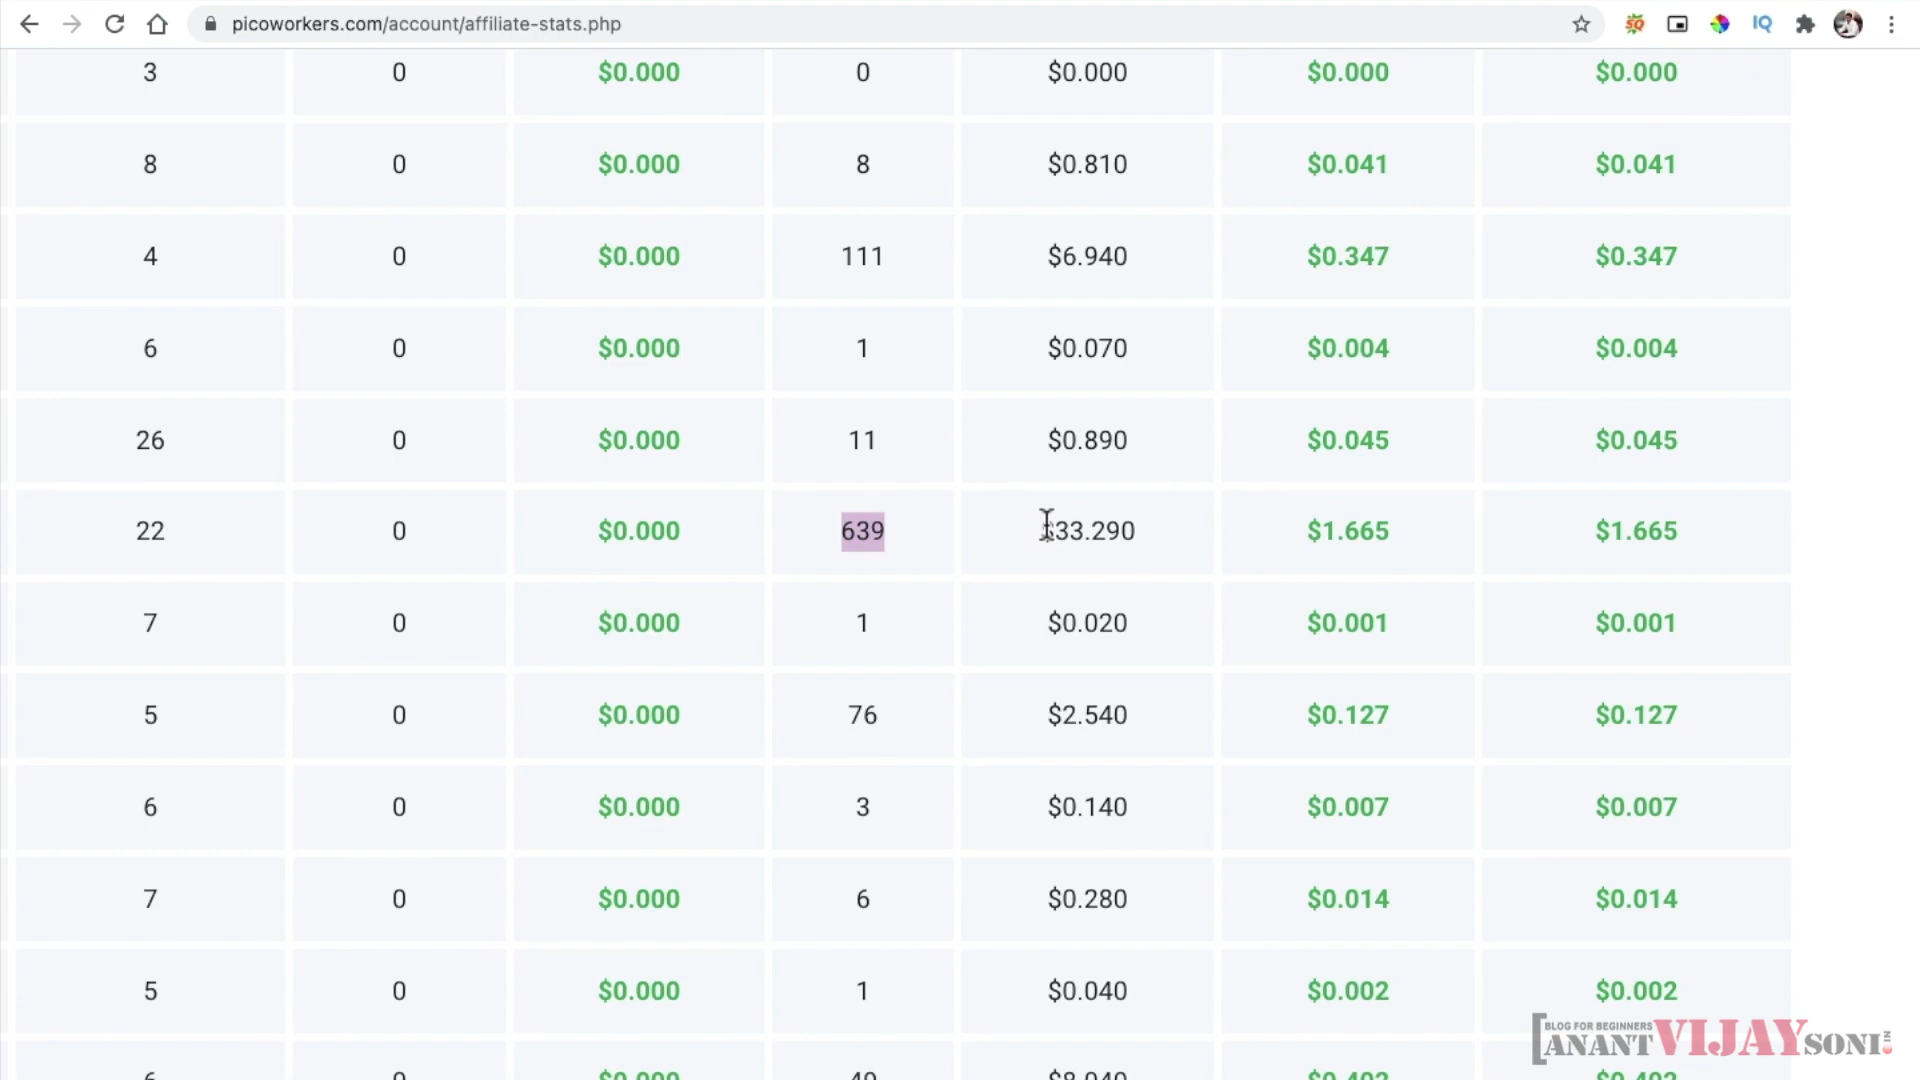 picoworkers.com/account/affiliate-stats.php
SQ
IQ
3 0 $0.000 0 $0.000 $0.000 $0.000
8 0 $0.000 8 $0.810 $0.041 $0.041
4 0 $0.000 111 $6.940 $0.347 $0.347
6 0 $0.000 1 $0.070 $0.004 $0.004
26 0 $0.000 11 $0.890 $0.045 $0.045
22 0 $0.000 639 $33.290 $1.665 $1.665
7 0 $0.000 1 $0.020 $0.001 $0.001
5 0 $0.000 76 $2.540 $0.127 $0.127
6 0 $0.000 3 $0.140 $0.007 $0.007
7 0 $0.000 6 $0.280 $0.014 $0.014
5 0 $0.000 1 $0.040 $0.002 $0.002
BLOG FOR BEGINNERS
ANANTVIJAYSONI.IN